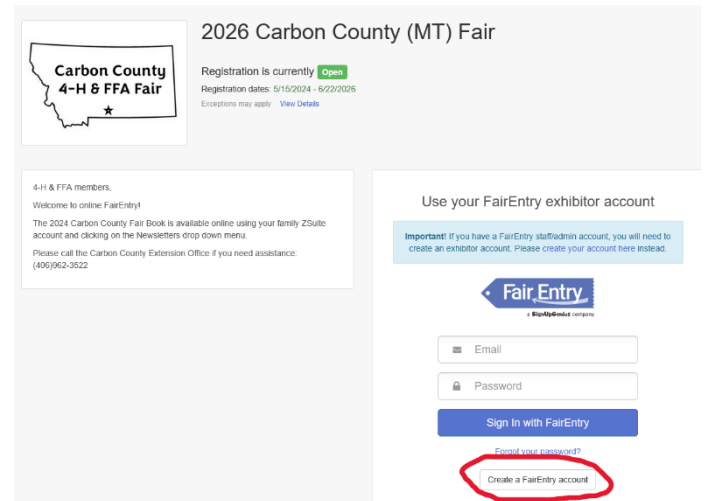 2026 Carbon County (MT) Fair
Carbon County
4-H & FFA Fair
Registration is currently Open
Registration dates: 5/15/2024 - 6/22/2026
Exceptions may apply View Details
4-H & FFA members,
Welcome to online FairEntry!
The 2024 Carbon County Fair Book is available online using your family ZSuite
account and clicking on the Newsletters drop down menu.
Please call the Carbon County Extension Office if you need assistance:
(406)962-3522
Use your FairEntry exhibitor account
Important! If you have a FairEntry staff/admin account, you will need to
create an exhibitor account. Please create your account here instead.
Fair Entry
a SignUpGenius company
Email
Password
Sign In with FairEntry
Forgot your password?
Create a FairEntry account